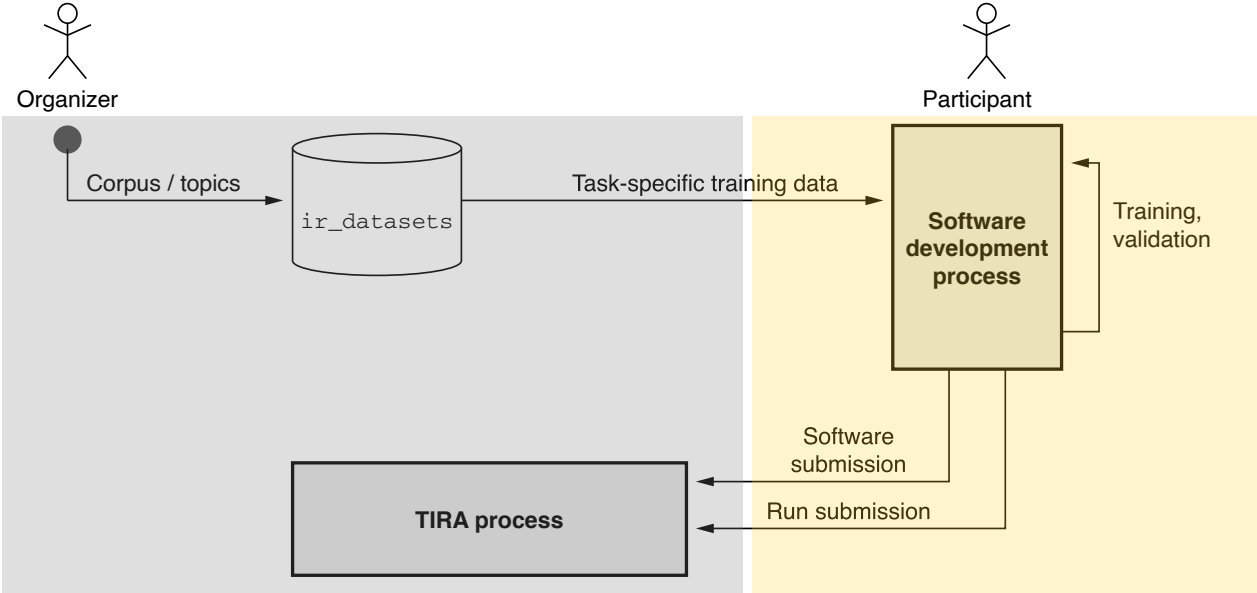 Organizer
Participant
Corpus / topics
ir_datasets
Task-specific training data
Software
development
process
Training,
validation
Software
submission
Run submission
TIRA process